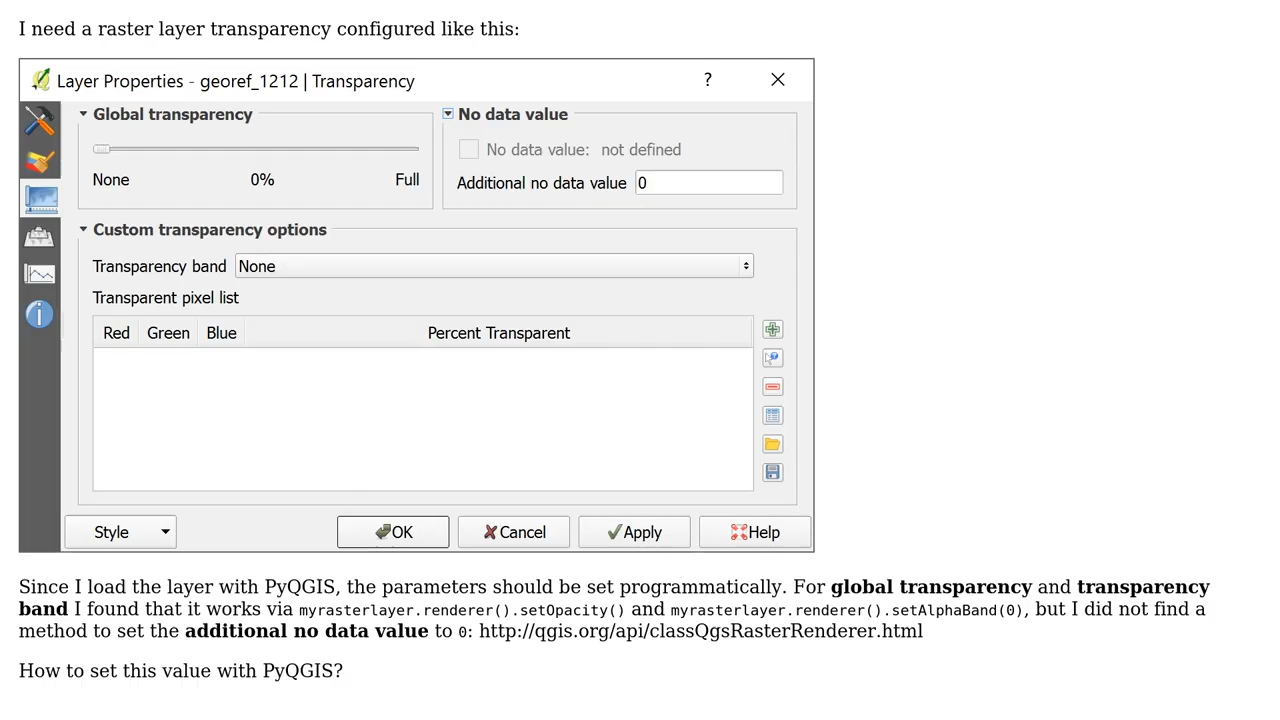 I need a raster layer transparency configured like this:
Layer Properties - georef_1212 | Transparency
?
Global transparency
No data value
No data value: not defined
None 0% Full
Additional no data value 0
Custom transparency options
Transparency band None
Transparent pixel list
Red Green Blue Percent Transparent
Style OK Cancel Apply Help
Since I load the layer with PyQGIS, the parameters should be set programmatically. For global transparency and transparency
band I found that it works via myrasterlayer.renderer().setOpacity() and myrasterlayer.renderer().setAlphaBand(0), but I did not find a
method to set the additional no data value to 0: http://qgis.org/api/classQgsRasterRenderer.html
How to set this value with PyQGIS?